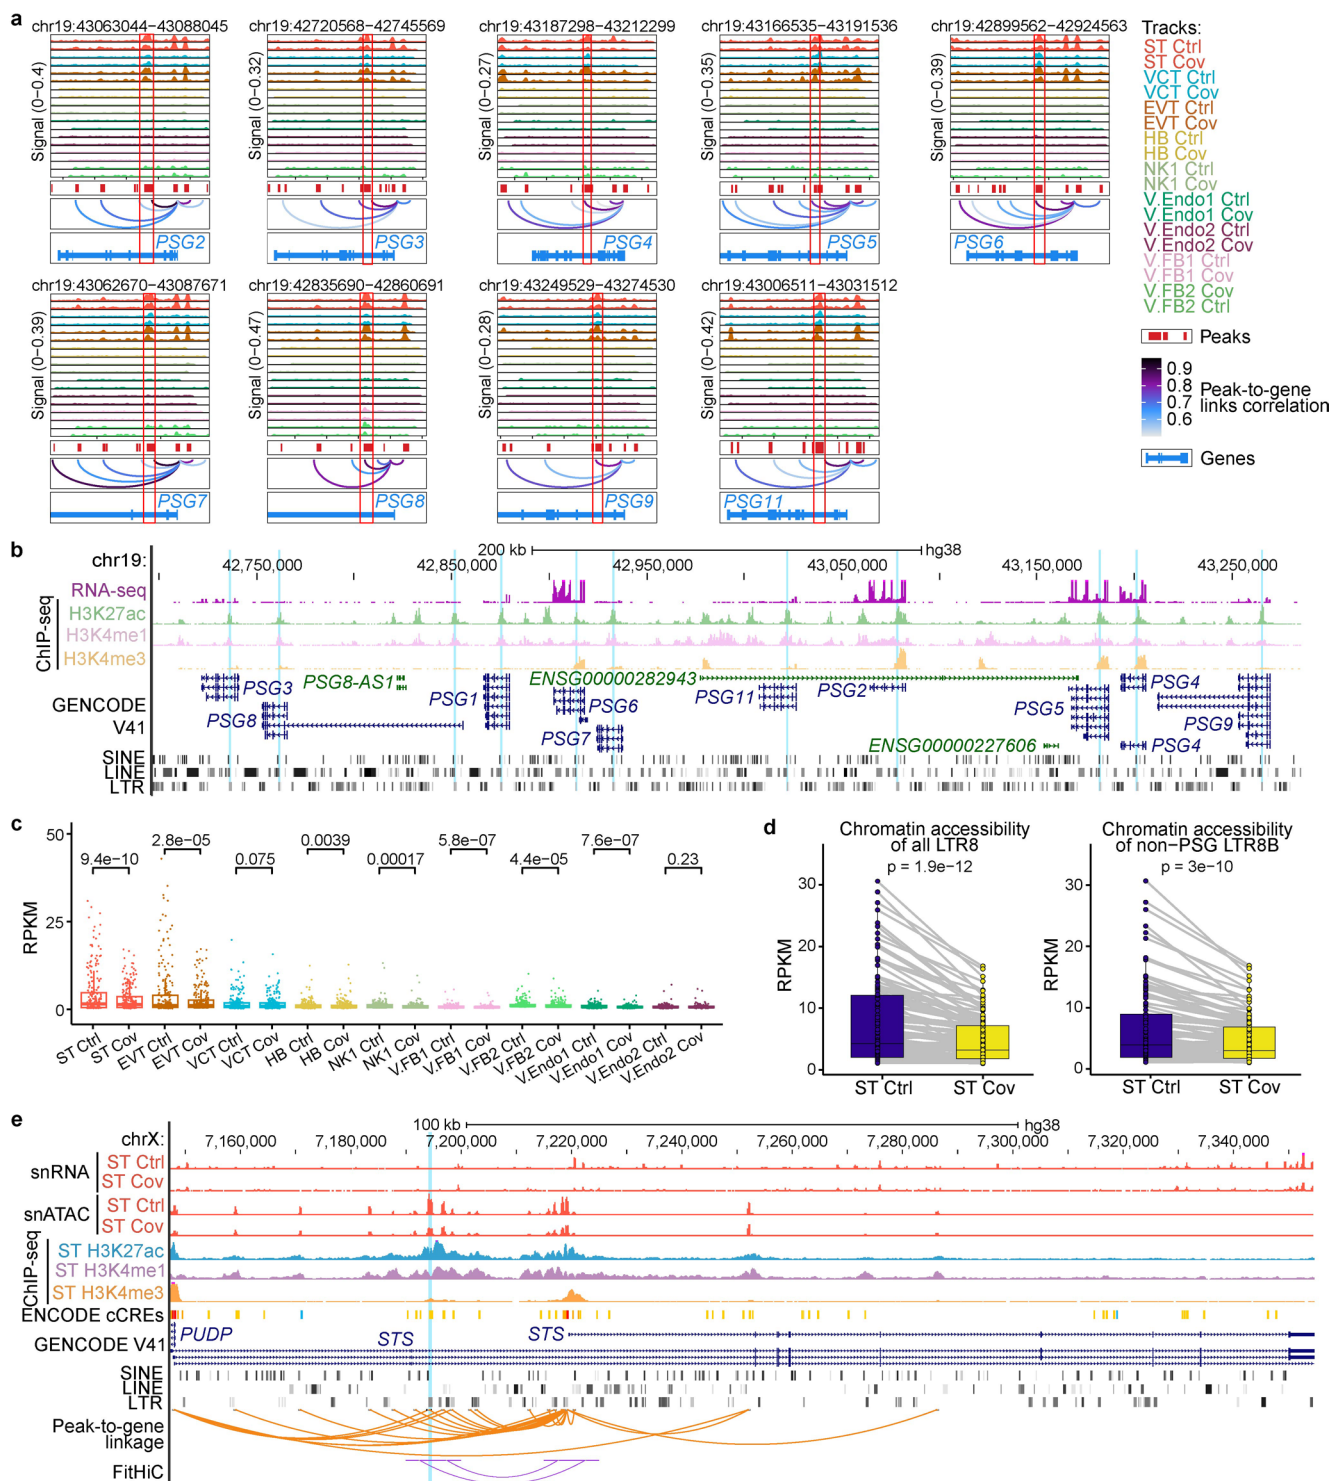 a
chr19:43063044−43088045
chr19:42720568−42745569
chr19:43187298−43212299
chr19:43166535−43191536
chr19:42899562−42924563
Signal (0−0.4)
Signal (0−0.32)
Signal (0−0.27)
Signal (0−0.35)
Signal (0−0.39)
PSG2
PSG3
PSG4
PSG5
PSG6
chr19:43062670−43087671
chr19:42835690−42860691
chr19:43249529−43274530
chr19:43006511−43031512
Signal (0−0.39)
Signal (0−0.47)
Signal (0−0.28)
Signal (0−0.42)
PSG7
PSG8
PSG9
PSG11
Tracks:
ST Ctrl
ST Cov
VCT Ctrl
VCT Cov
EVT Ctrl
EVT Cov
HB Ctrl
HB Cov
NK1 Ctrl
NK1 Cov
V.Endo1 Ctrl
V.Endo1 Cov
V.Endo2 Ctrl
V.Endo2 Cov
V.FB1 Ctrl
V.FB1 Cov
V.FB2 Cov
V.FB2 Ctrl
Peaks
0.9
0.8
0.7
0.6
Peak-to-gene
links correlation
Genes
b
200 kb
hg38
chr19:
42,750,000
42,850,000
42,950,000
43,050,000
43,150,000
43,250,000
RNA-seq
ChIP-seq
H3K27ac
H3K4me1
H3K4me3
GENCODE
V41
PSG3
PSG8-AS1
PSG1
ENSG00000282943
PSG11
PSG2
PSG4
PSG8
PSG6
PSG5
PSG9
PSG7
ENSG00000227606
PSG4
SINE
LINE
LTR
c
RPKM
50
25
0
9.4e−10
2.8e−05
0.075
0.0039
0.00017
5.8e−07
4.4e−05
7.6e−07
0.23
ST Ctrl
ST Cov
EVT Ctrl
EVT Cov
VCT Ctrl
VCT Cov
HB Ctrl
HB Cov
NK1 Ctrl
NK1 Cov
V.FB1 Ctrl
V.FB1 Cov
V.FB2 Ctrl
V.FB2 Cov
V.Endo1 Ctrl
V.Endo1 Cov
V.Endo2 Ctrl
V.Endo2 Cov
d
Chromatin accessibility
of all LTR8
p = 1.9e−12
RPKM
30
20
10
0
ST Ctrl
ST Cov
Chromatin accessibility
of non−PSG LTR8B
p = 3e−10
RPKM
30
20
10
0
ST Ctrl
ST Cov
e
100 kb
hg38
chrX:
7,160,000
7,180,000
7,200,000
7,220,000
7,240,000
7,260,000
7,280,000
7,300,000
7,320,000
7,340,000
snRNA
ST Ctrl
ST Cov
snATAC
ST Ctrl
ST Cov
ChIP-seq
ST H3K27ac
ST H3K4me1
ST H3K4me3
ENCODE cCREs
GENCODE V41
PUDP
STS
STS
SINE
LINE
LTR
Peak-to-gene
linkage
FitHiC